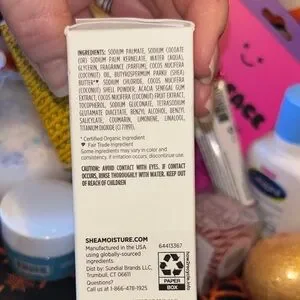 INGREDIENTS: SODIUM PALMATE, SODIUM COCOATE
(OR) SODIUM PALM KERNELATE, WATER (AQUA),
GLYCERIN, FRAGRANCE (PARFUM), COCOS NUCIFERA
(COCONUT) OIL, BUTYROSPERMUM PARKII (SHEA)
BUTTER*♥, SODIUM CHLORIDE, COCOS NUCIFERA
(COCONUT) SHELL POWDER, ACACIA SENEGAL GUM
EXTRACT, COCOS NUCIFERA (COCONUT) FRUIT EXTRACT,
TOCOPHEROL, SODIUM GLUCONATE, TETRASODIUM
GLUTAMATE DIACETATE, BENZYL ALCOHOL, BENZYL
SALICYLATE, COUMARIN, LIMONENE, LINALOOL,
TITANIUM DIOXIDE (CI 77891).
* Certified Organic Ingredient
♥ Fair Trade Ingredient
Some ingredients may vary in color and
consistency, if irritation occurs, discontinue use.
CAUTION: AVOID CONTACT WITH EYES. IF CONTACT
OCCURS, RINSE THOROUGHLY WITH WATER. KEEP OUT
OF REACH OF CHILDREN.
SHEAMOISTURE.COM
Manufactured in the USA
using globally-sourced
ingredients.
Dist by: Sundial Brands LLC,
Trumbull, CT 06611
Questions?
Call us at 1-866-478-1925
64413367
PAPER
BOX
how2recycle.info